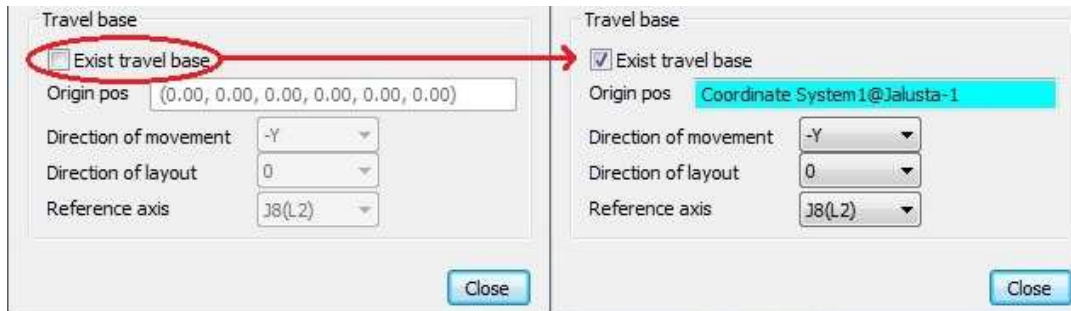 Travel base
Exist travel base
Origin pos (0.00, 0.00, 0.00, 0.00, 0.00, 0.00)
Direction of movement -Y
Direction of layout 0
Reference axis J8(L2)
Close
Travel base
Exist travel base
Origin pos Coordinate System1@Jalusta-1
Direction of movement -Y
Direction of layout 0
Reference axis J8(L2)
Close